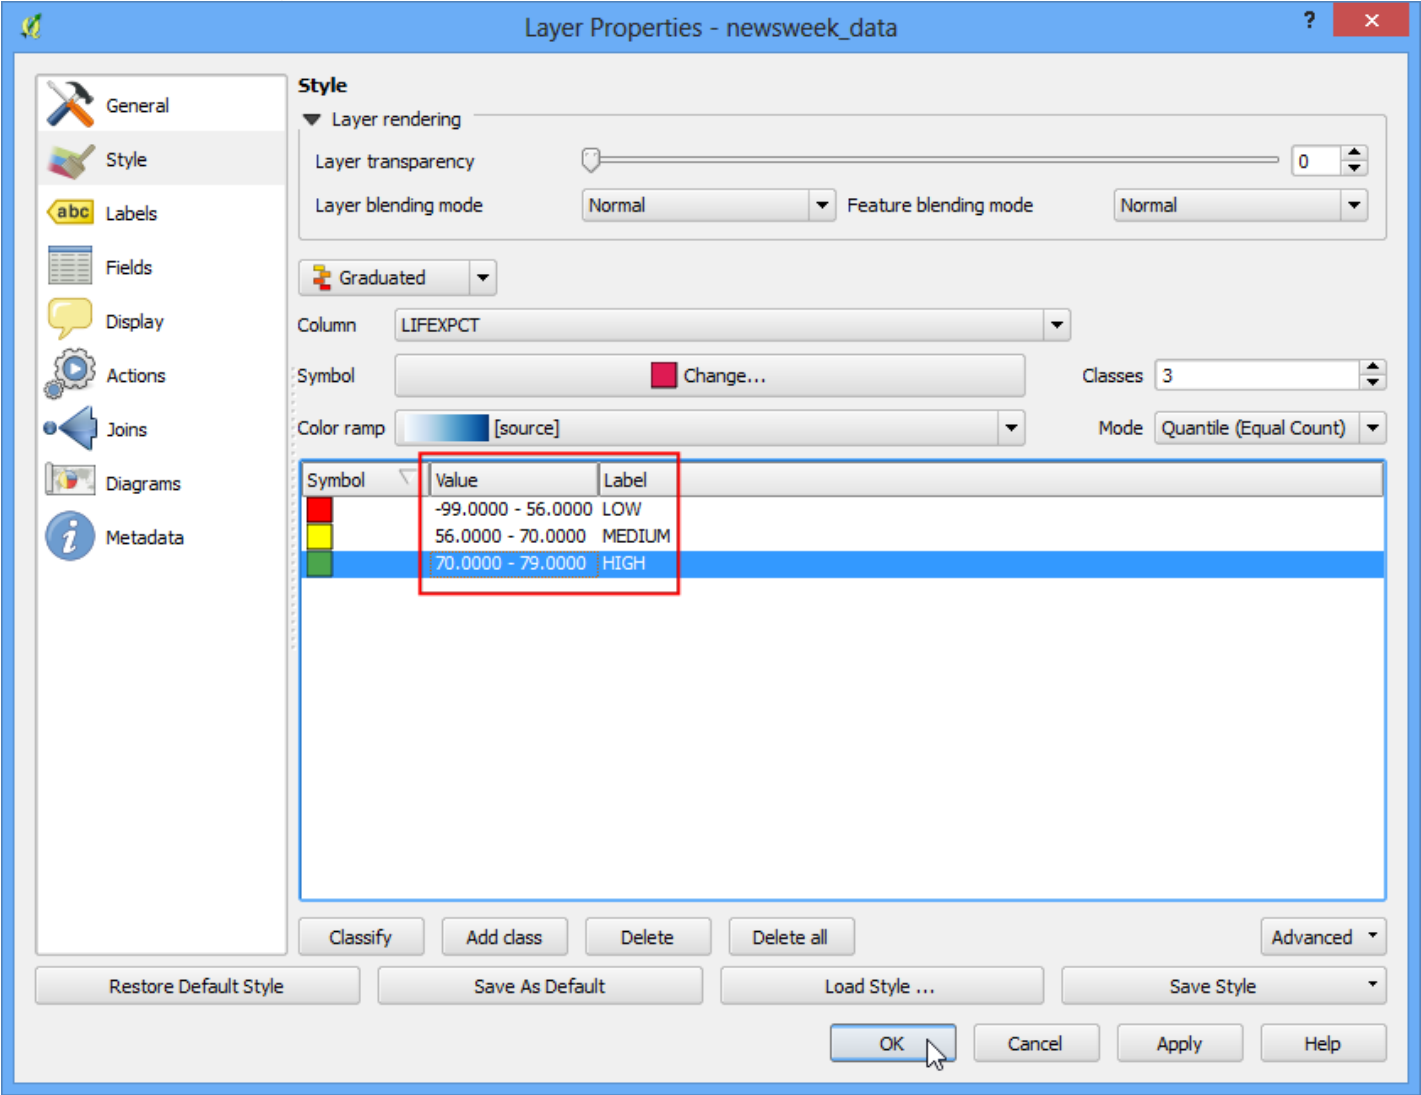 Layer Properties - newsweek_data
?
General
Style
Labels
Fields
Display
Actions
Joins
Diagrams
Metadata
abc
Style
Layer rendering
Layer transparency 0
Layer blending mode Normal Feature blending mode Normal
Graduated
Column LIFEXPCT
Symbol Change... Classes 3
Color ramp [source] Mode Quantile (Equal Count)
Symbol Value Label
-99.0000 - 56.0000 LOW
56.0000 - 70.0000 MEDIUM
70.0000 - 79.0000 HIGH
Classify Add class Delete Delete all Advanced
Restore Default Style Save As Default Load Style ... Save Style
OK Cancel Apply Help